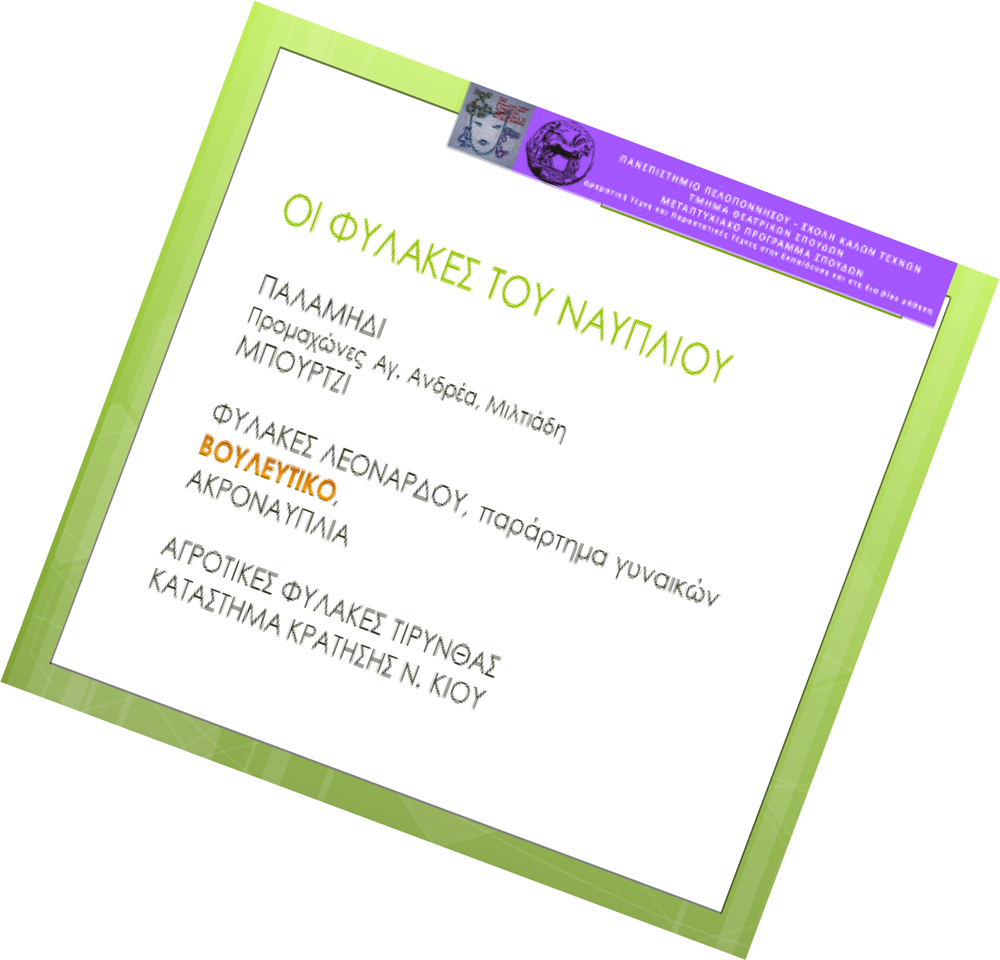 ΠΑΝΕΠΙΣΤΗΜΙΟ ΠΕΛΟΠΟΝΝΗΣΟΥ - ΣΧΟΛΗ ΚΑΛΩΝ ΤΕΧΝΩΝ
ΤΜΗΜΑ ΘΕΑΤΡΙΚΩΝ ΣΠΟΥΔΩΝ
ΜΕΤΑΠΤΥΧΙΑΚΟ ΠΡΟΓΡΑΜΜΑ ΣΠΟΥΔΩΝ
Δραματική Τέχνη και Παραστατικές Τέχνες στην Εκπαίδευση και στη Διά Βίου Μάθηση
ΟΙ ΦΥΛΑΚΕΣ ΤΟΥ ΝΑΥΠΛΙΟΥ
ΠΑΛΑΜΗΔΙ
Προμαχώνες Αγ. Ανδρέα, Μιλτιάδη
ΜΠΟΥΡΤΖΙ
ΦΥΛΑΚΕΣ ΛΕΟΝΑΡΔΟΥ, παράρτημα γυναικών
ΒΟΥΛΕΥΤΙΚΟ,
ΑΚΡΟΝΑΥΠΛΙΑ
ΑΓΡΟΤΙΚΕΣ ΦΥΛΑΚΕΣ ΤΙΡΥΝΘΑΣ
ΚΑΤΑΣΤΗΜΑ ΚΡΑΤΗΣΗΣ Ν. ΚΙΟΥ